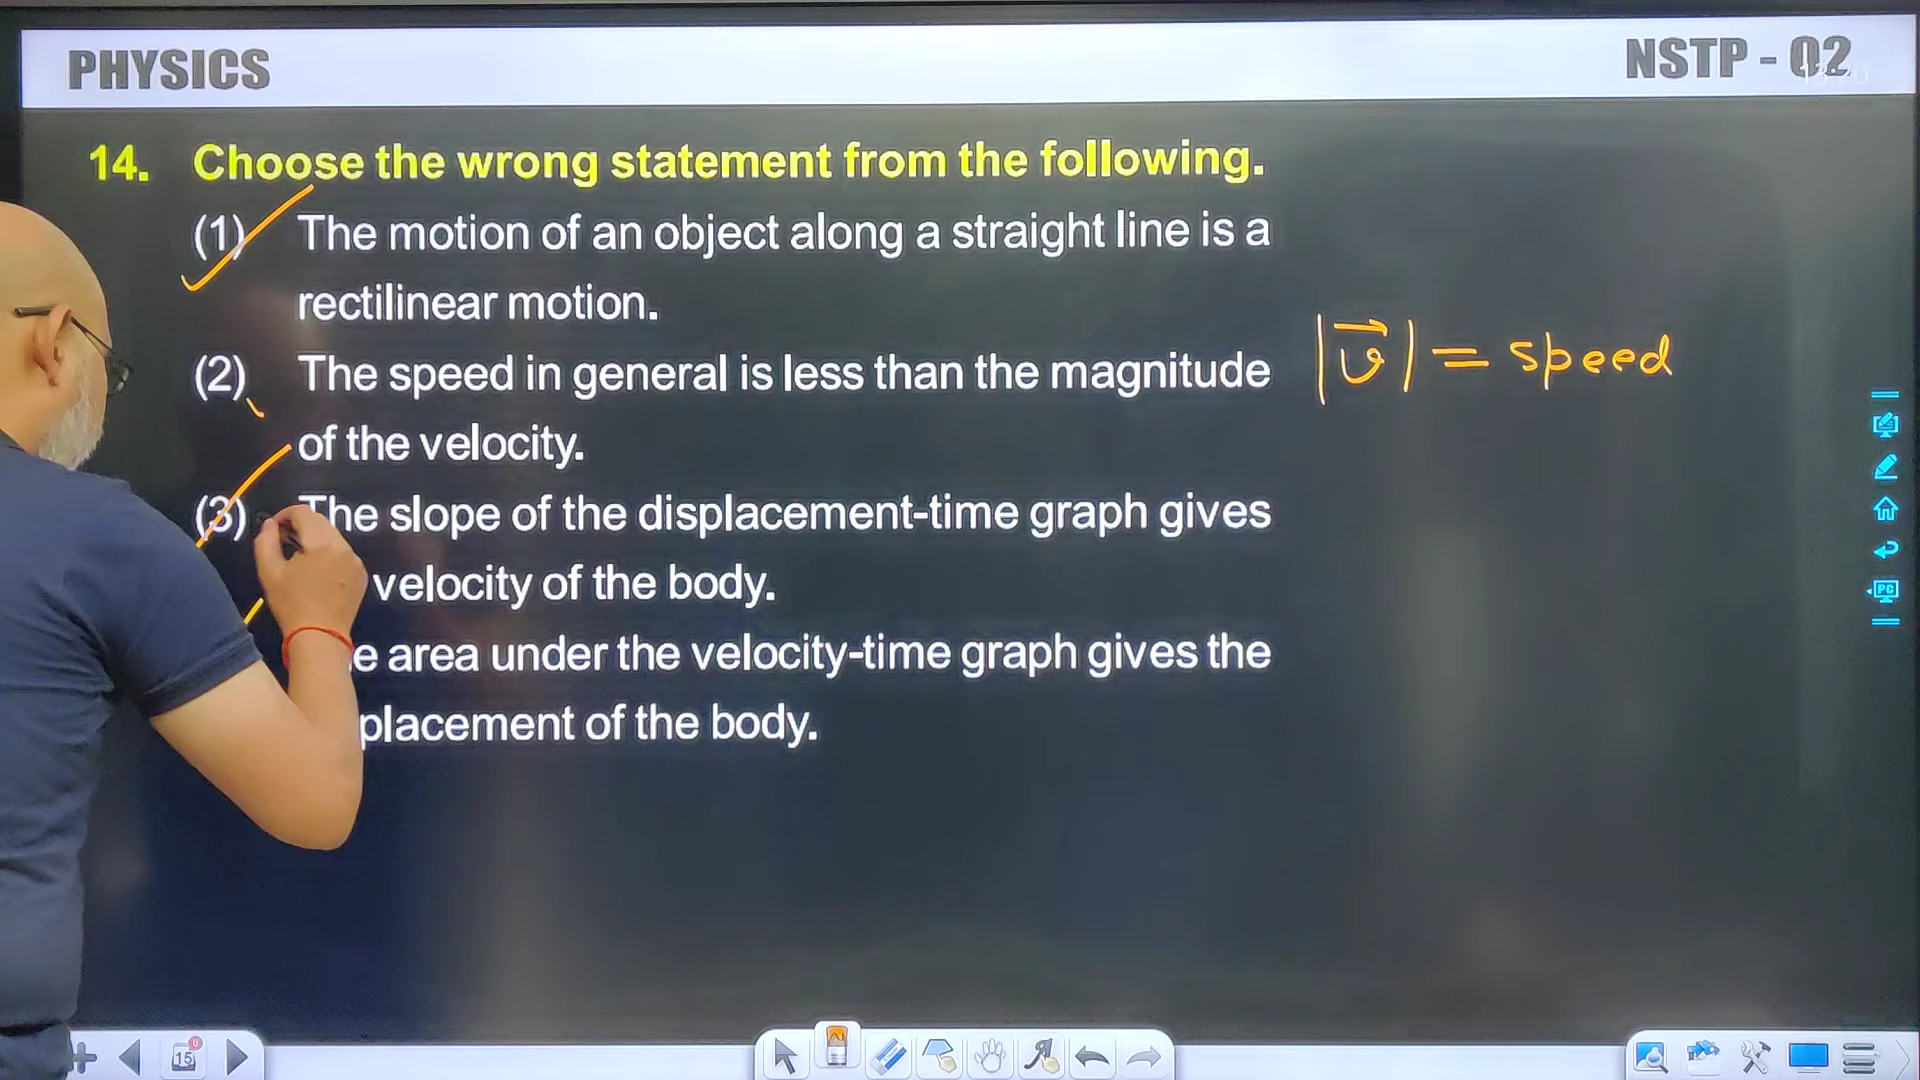 PHYSICS
NSTP - 02
14. Choose the wrong statement from the following.
(1) The motion of an object along a straight line is a
rectilinear motion.
(2) The speed in general is less than the magnitude
of the velocity.
|v⃗| = speed
(3) The slope of the displacement-time graph gives
velocity of the body.
e area under the velocity-time graph gives the
placement of the body.
PC
15
0